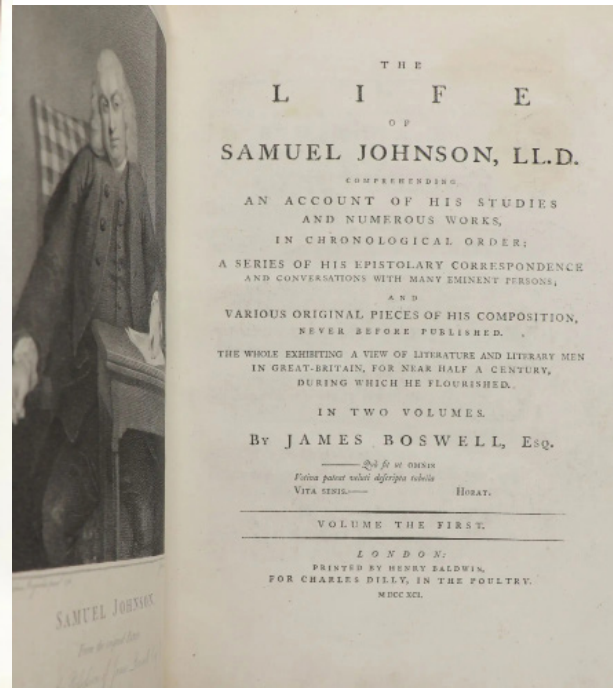 THE
LIFE
OF
SAMUEL JOHNSON, LL.D.
COMPREHENDING
AN ACCOUNT OF HIS STUDIES
AND NUMEROUS WORKS,
IN CHRONOLOGICAL ORDER;
A SERIES OF HIS EPISTOLARY CORRESPONDENCE
AND CONVERSATIONS WITH MANY EMINENT PERSONS;
AND
VARIOUS ORIGINAL PIECES OF HIS COMPOSITION,
NEVER BEFORE PUBLISHED.
THE WHOLE EXHIBITING A VIEW OF LITERATURE AND LITERARY MEN
IN GREAT-BRITAIN, FOR NEAR HALF A CENTURY,
DURING WHICH HE FLOURISHED.
IN TWO VOLUMES.
BY JAMES BOSWELL, ESQ.
——— Quò fit ut OMNIS
Votiva pateat veluti descripta tabella
VITA SENIS.—— HORAT.
VOLUME THE FIRST.
LONDON:
PRINTED BY HENRY BALDWIN,
FOR CHARLES DILLY, IN THE POULTRY.
MDCCXCI.
SAMUEL JOHNSON
From the original